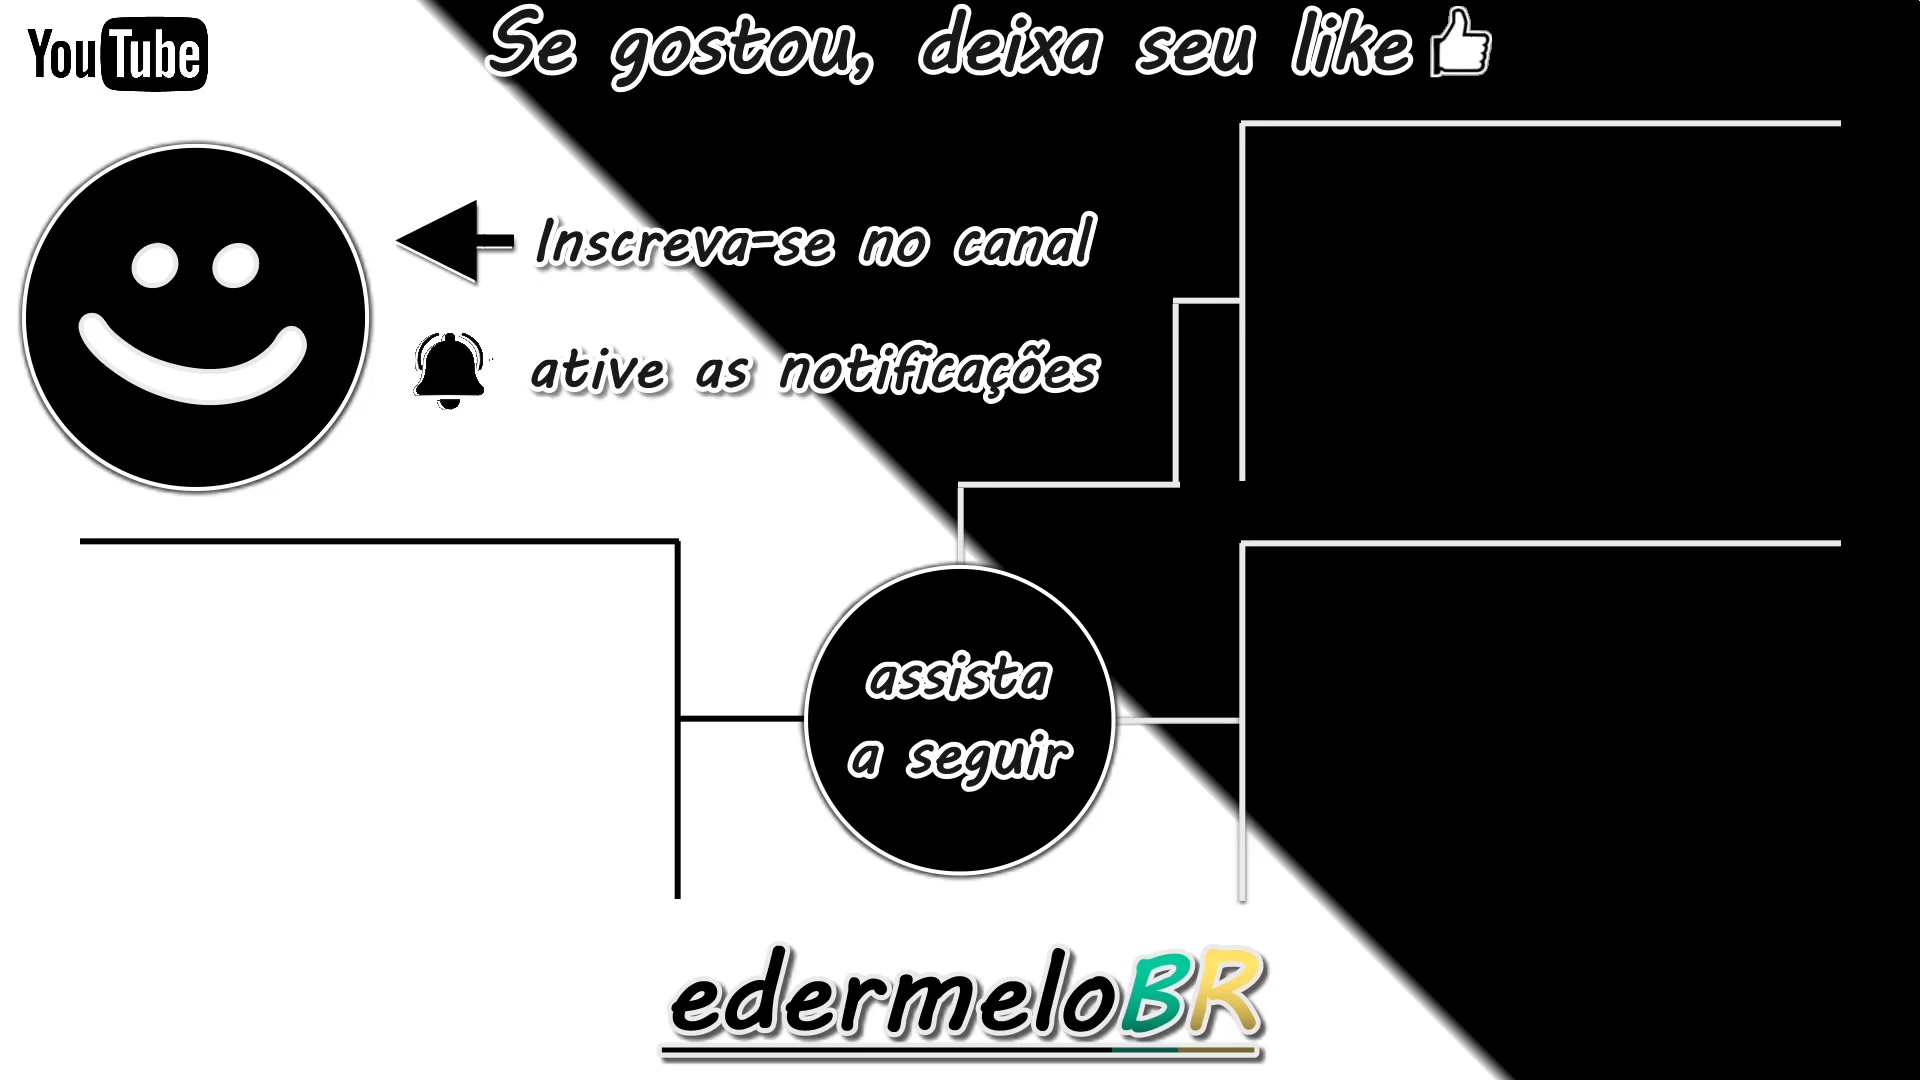 YouTube
Se gostou, deixa seu like
Inscreva-se no canal
ative as notificações
assista
a seguir
edermeloBR